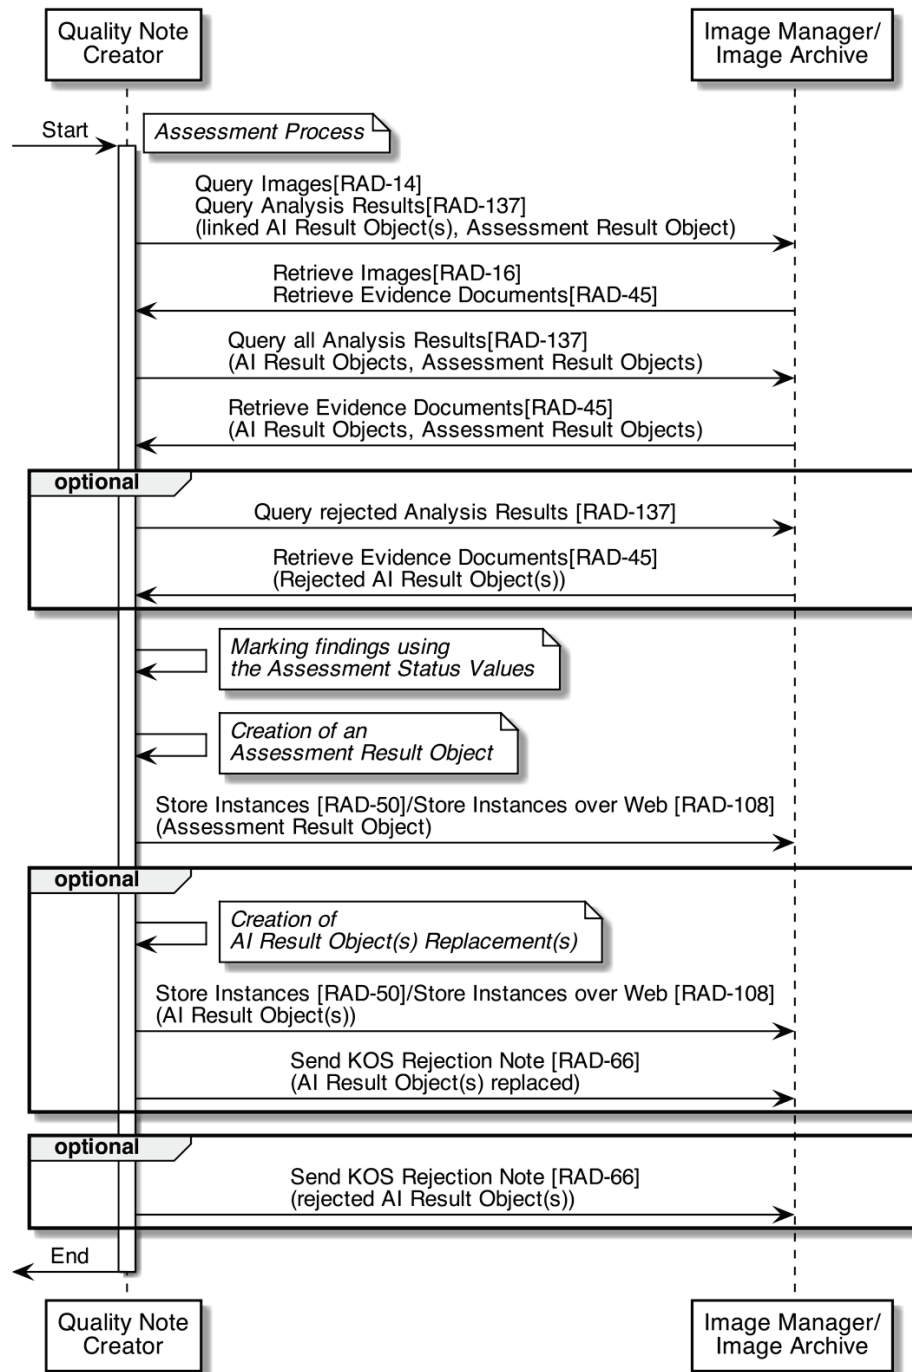 Quality Note
Creator
Image Manager/
Image Archive
Start
Assessment Process
Query Images[RAD-14]
Query Analysis Results[RAD-137]
(linked AI Result Object(s), Assessment Result Object)
Retrieve Images[RAD-16]
Retrieve Evidence Documents[RAD-45]
Query all Analysis Results[RAD-137]
(AI Result Objects, Assessment Result Objects)
Retrieve Evidence Documents[RAD-45]
(AI Result Objects, Assessment Result Objects)
optional
Query rejected Analysis Results [RAD-137]
Retrieve Evidence Documents[RAD-45]
(Rejected AI Result Object(s))
Marking findings using
the Assessment Status Values
Creation of an
Assessment Result Object
Store Instances [RAD-50]/Store Instances over Web [RAD-108]
(Assessment Result Object)
optional
Creation of
AI Result Object(s) Replacement(s)
Store Instances [RAD-50]/Store Instances over Web [RAD-108]
(AI Result Object(s))
Send KOS Rejection Note [RAD-66]
(AI Result Object(s) replaced)
optional
Send KOS Rejection Note [RAD-66]
(rejected AI Result Object(s))
End
Quality Note
Creator
Image Manager/
Image Archive